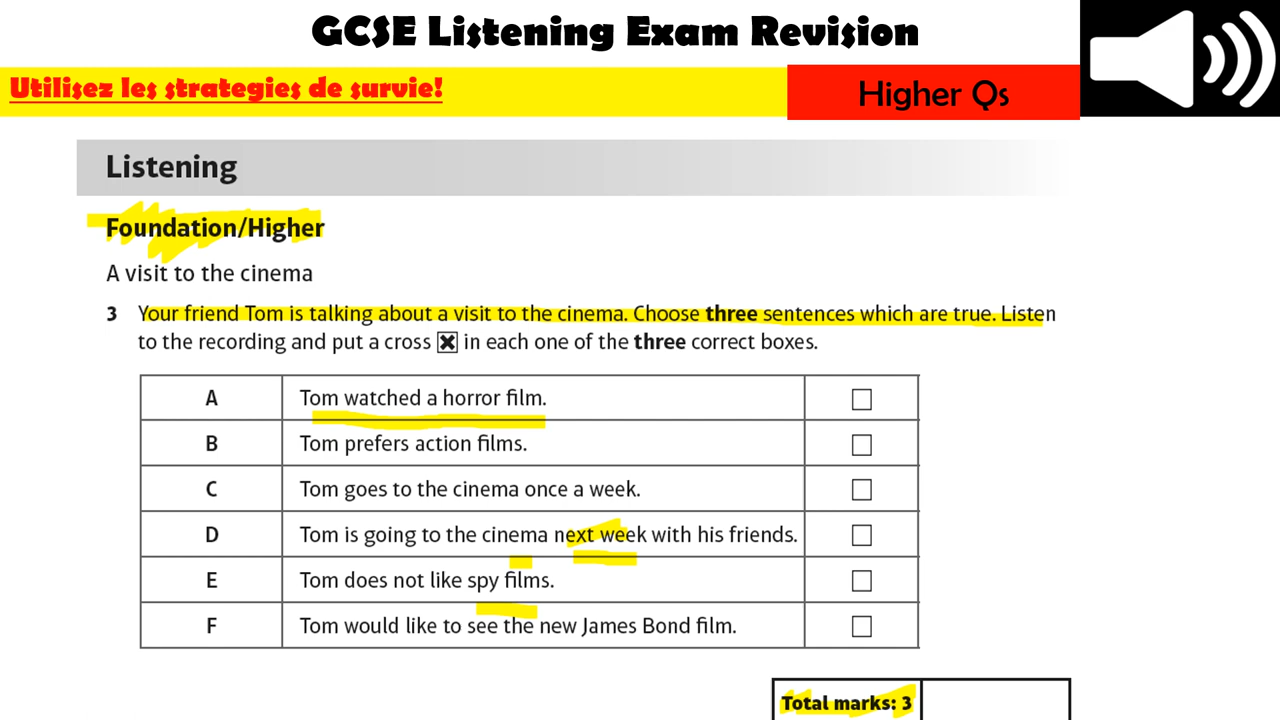 GCSE Listening Exam Revision
Utilisez les strategies de survie!
Higher Qs
Listening
Foundation/Higher
A visit to the cinema
3 Your friend Tom is talking about a visit to the cinema. Choose three sentences which are true. Listen
to the recording and put a cross ☒ in each one of the three correct boxes.
A Tom watched a horror film. ☐
B Tom prefers action films. ☐
C Tom goes to the cinema once a week. ☐
D Tom is going to the cinema next week with his friends. ☐
E Tom does not like spy films. ☐
F Tom would like to see the new James Bond film. ☐
Total marks: 3